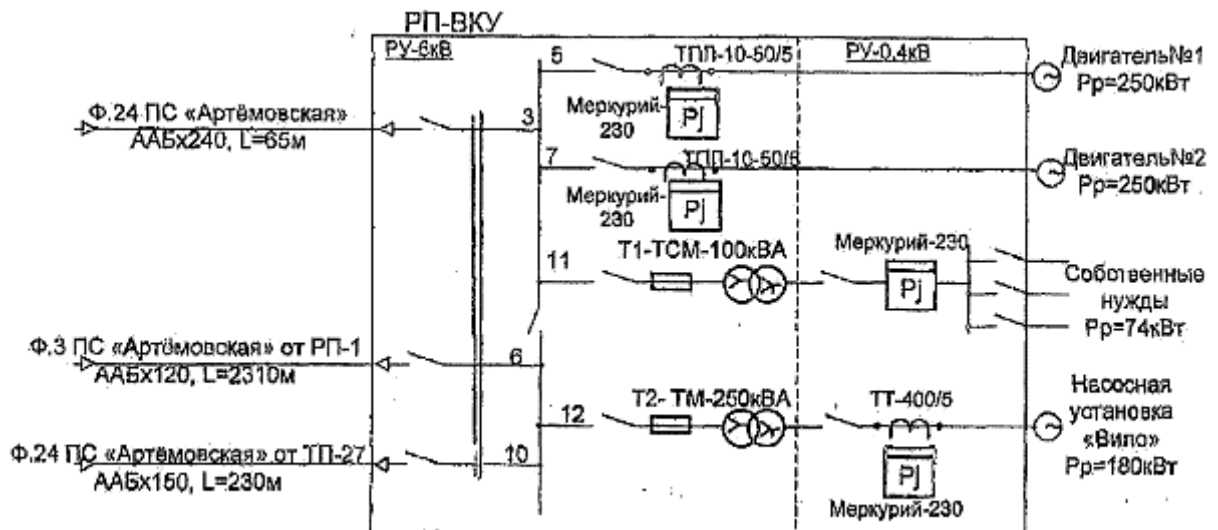 РП-ВКУ
РУ-6кВ
РУ-0,4кВ
5
ТПЛ-10-50/5
Двигатель№1
Рр=250кВт
Меркурий-
230
Pj
Ф.24 ПС «Артёмовская»
ААБх240, L=65м
3
7
ТПЛ-10-50/5
Двигатель№2
Рр=250кВт
Меркурий-
230
Pj
11
Т1-ТСМ-100кВА
Меркурий-230
Pj
Собственные
нужды
Рр=74кВт
Ф.3 ПС «Артёмовская» от РП-1
ААБх120, L=2310м
6
12
Т2- ТМ-250кВА
ТТ-400/5
Насосная
установка
«Вило»
Рр=180кВт
Pj
Меркурий-230
Ф.24 ПС «Артёмовская» от ТП-27
ААБх150, L=230м
10